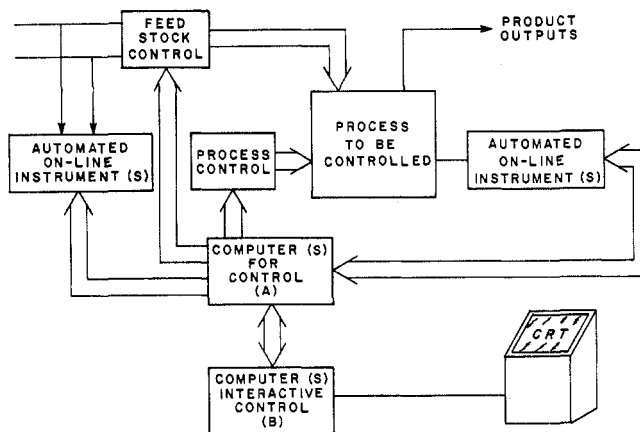 FEED
STOCK
CONTROL
PRODUCT
OUTPUTS
AUTOMATED
ON-LINE
INSTRUMENT (S)
PROCESS
CONTROL
PROCESS
TO BE
CONTROLLED
AUTOMATED
ON-LINE
INSTRUMENT (S)
COMPUTER (S)
FOR
CONTROL
(A)
CRT
COMPUTER (S)
INTERACTIVE
CONTROL
(B)